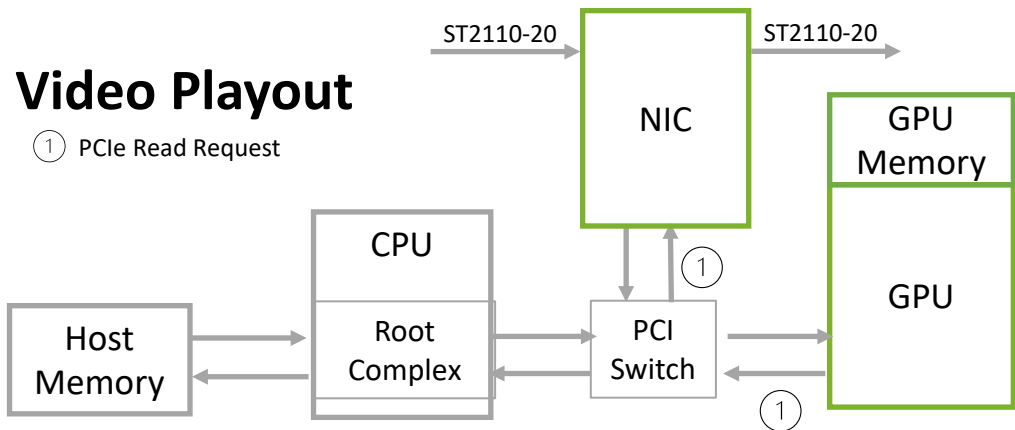 ST2110-20
ST2110-20
Video Playout
1 PCIe Read Request
NIC
GPU
Memory
CPU
1
GPU
Host
Memory
Root
Complex
PCI
Switch
1